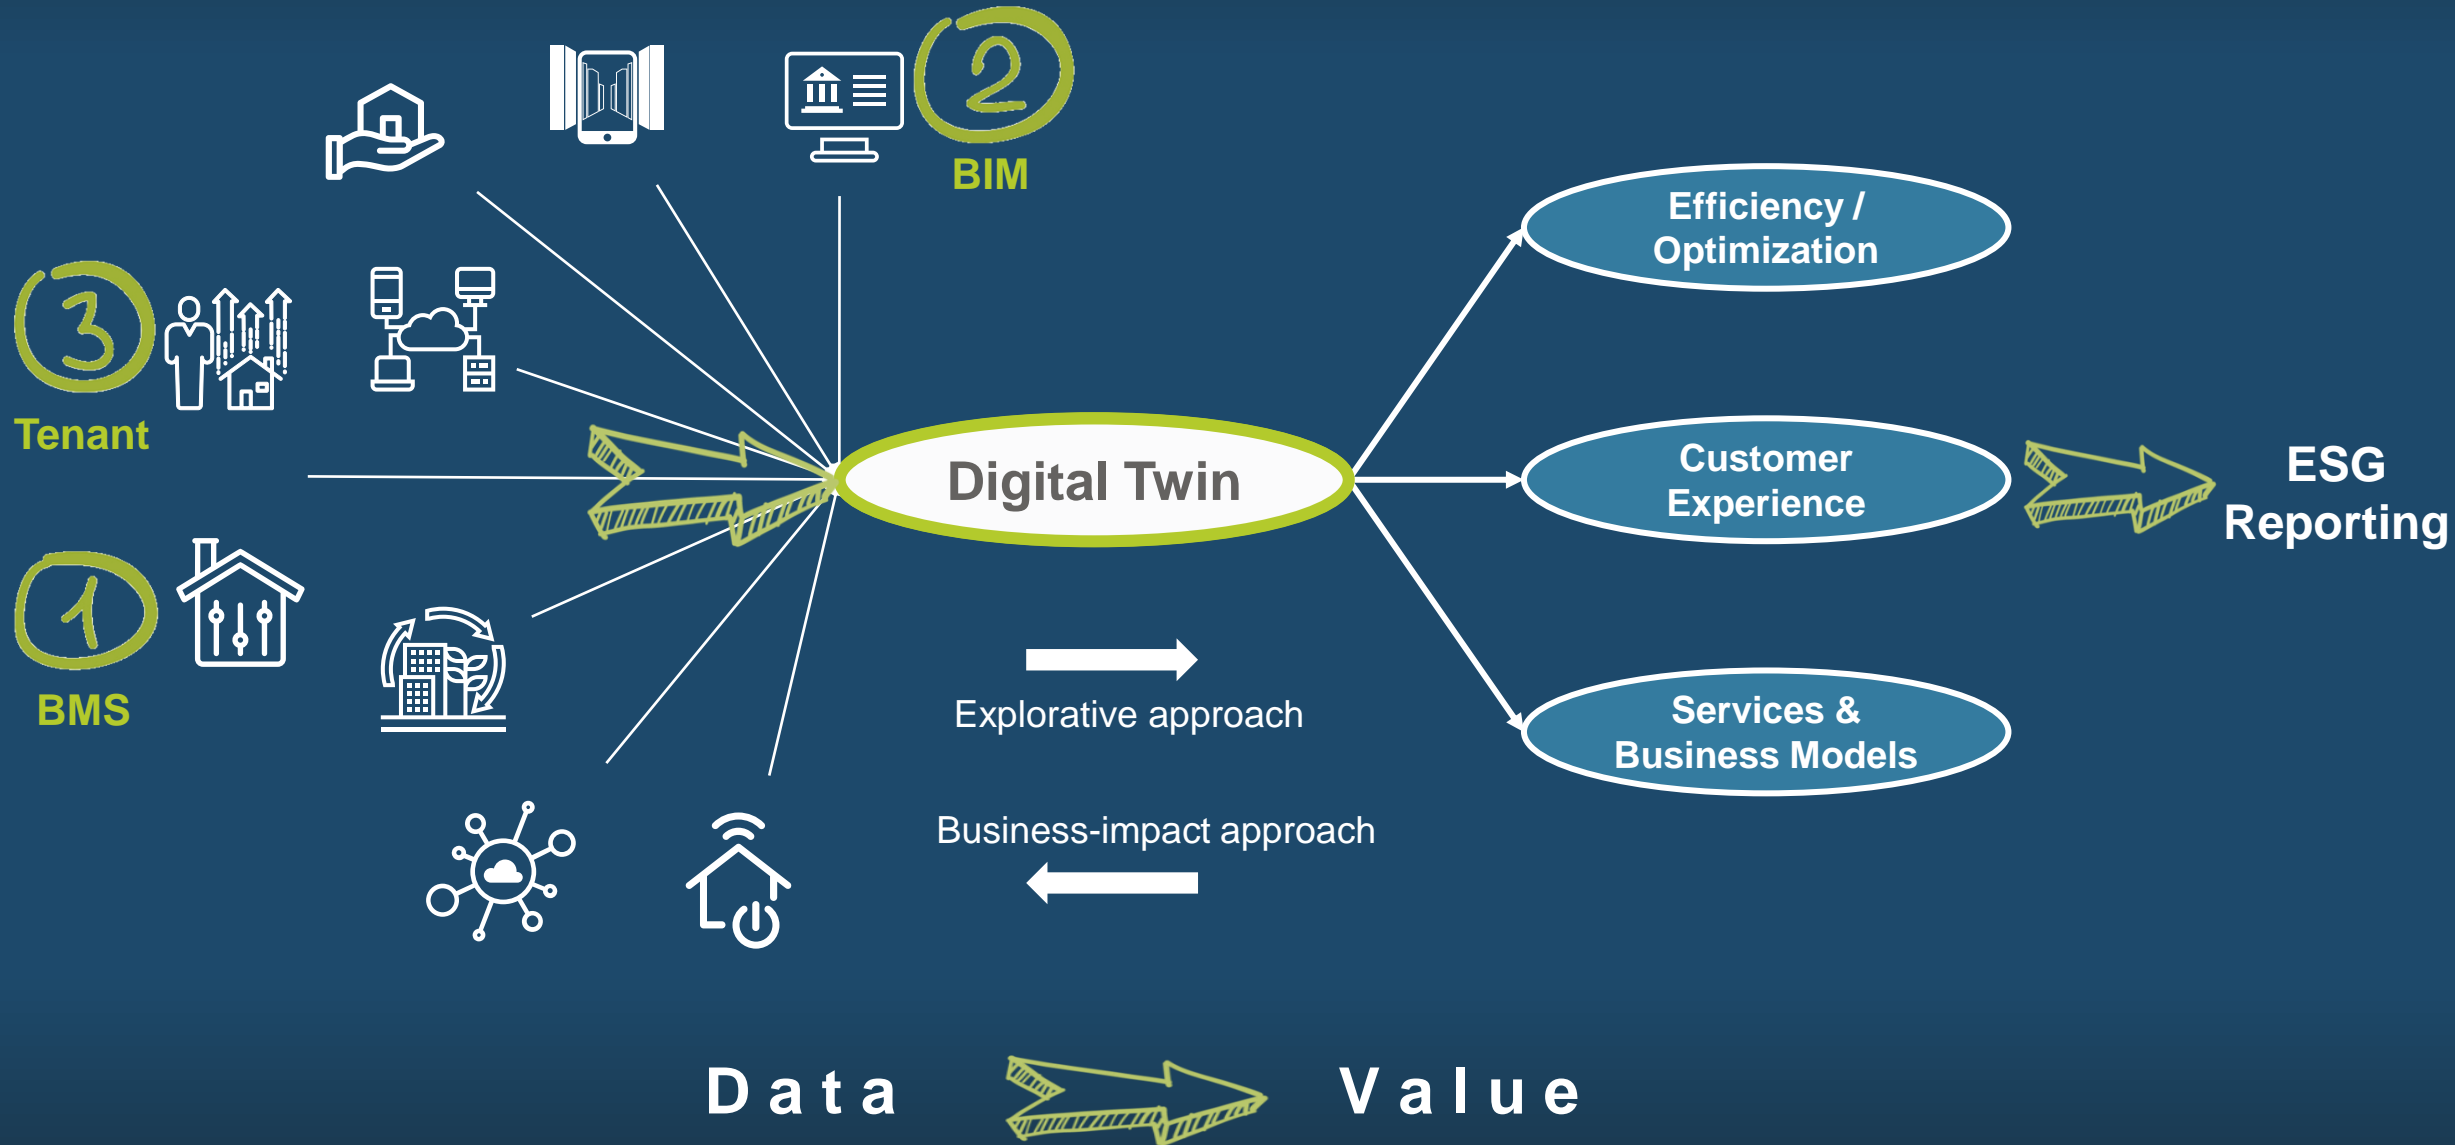 2
BIM
3
Tenant
1
BMS
Digital Twin
Explorative approach
Business-impact approach
Efficiency /
Optimization
Customer
Experience
Services &
Business Models
ESG
Reporting
Data
Value